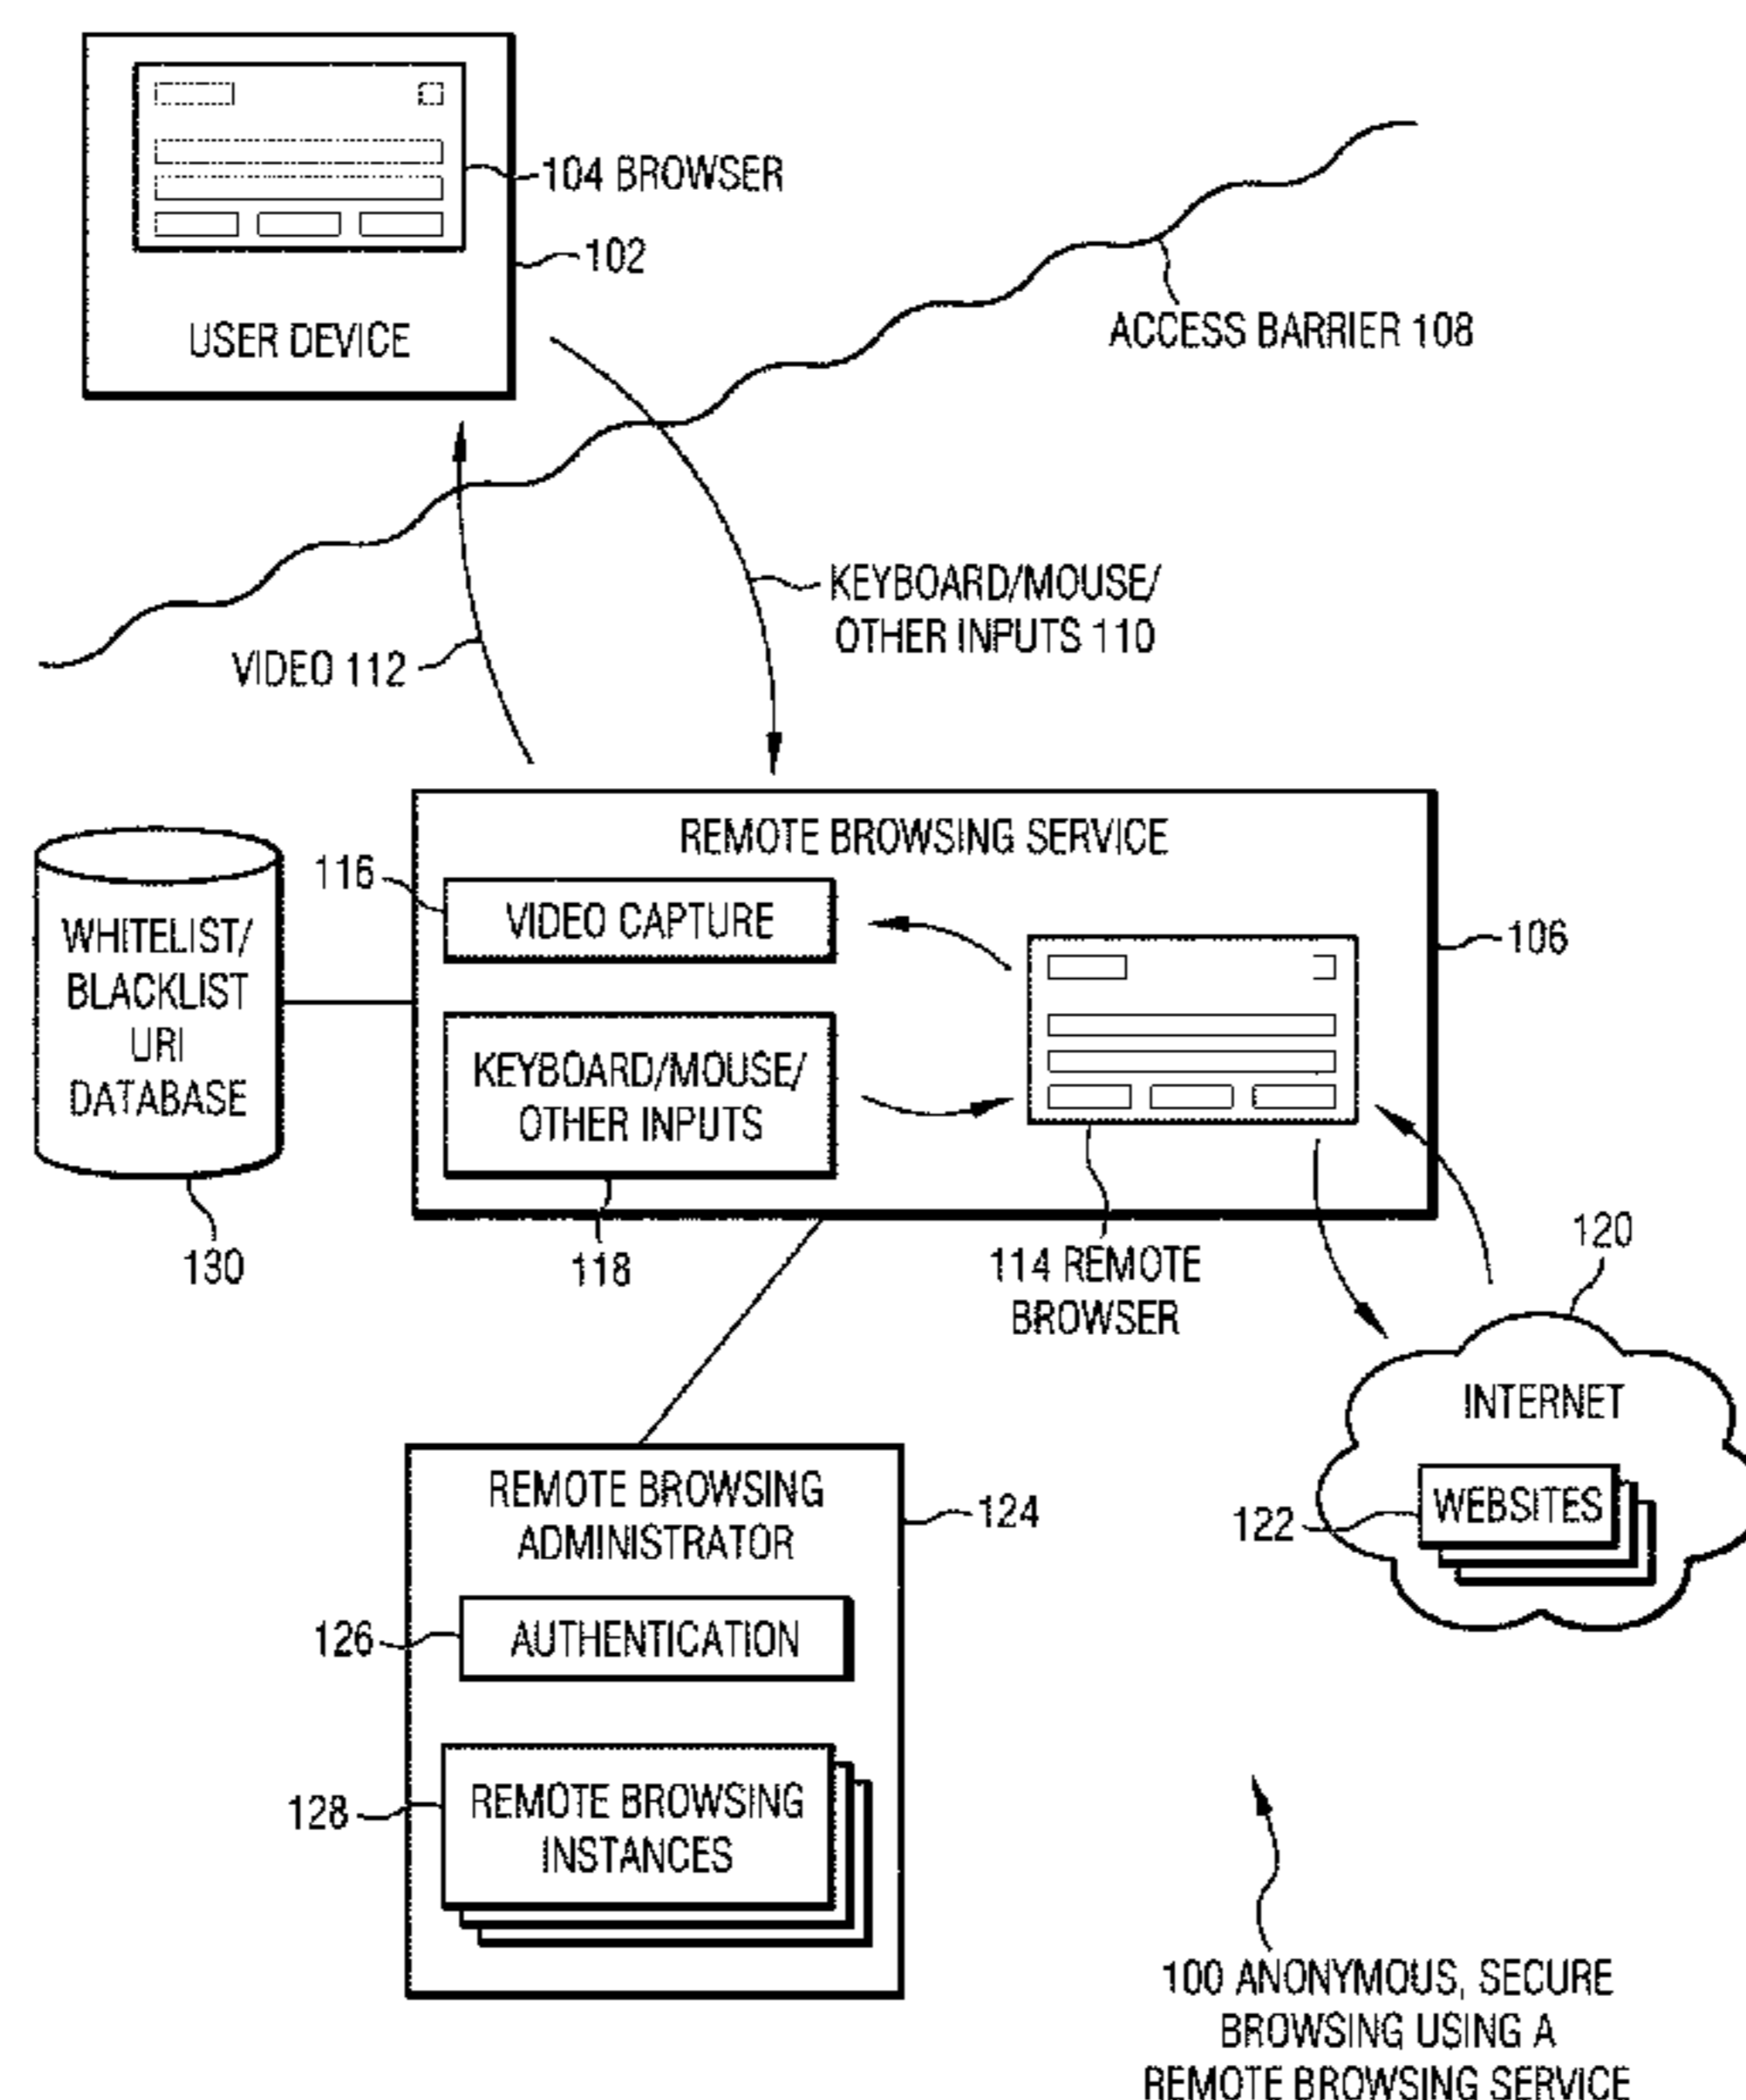 104 BROWSER
102
USER DEVICE
ACCESS BARRIER 108
KEYBOARD/MOUSE/
OTHER INPUTS 110
VIDEO 112
REMOTE BROWSING SERVICE
116
VIDEO CAPTURE
106
WHITELIST/
BLACKLIST
URI
DATABASE
KEYBOARD/MOUSE/
OTHER INPUTS
130
118
114 REMOTE
BROWSER
120
INTERNET
122
WEBSITES
REMOTE BROWSING
ADMINISTRATOR
124
126
AUTHENTICATION
128
REMOTE BROWSING
INSTANCES
100 ANONYMOUS, SECURE
BROWSING USING A
REMOTE BROWSING SERVICE